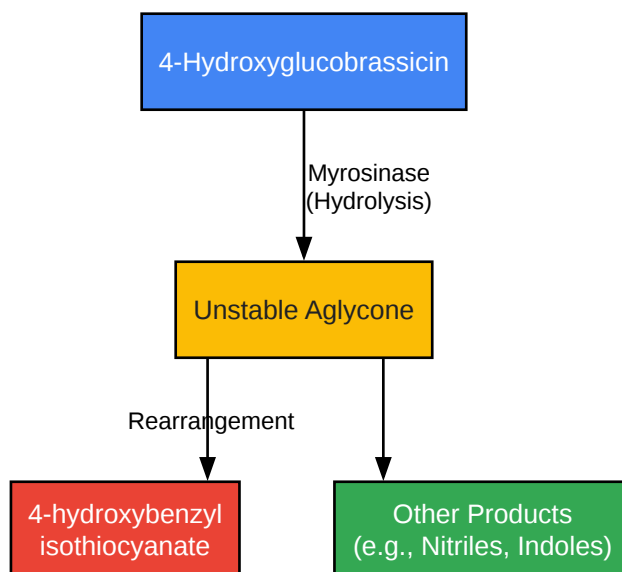 4-Hydroxyglucobrassicin
Myrosinase
(Hydrolysis)
Unstable Aglycone
Rearrangement
4-hydroxybenzyl
isothiocyanate
Other Products
(e.g., Nitriles, Indoles)